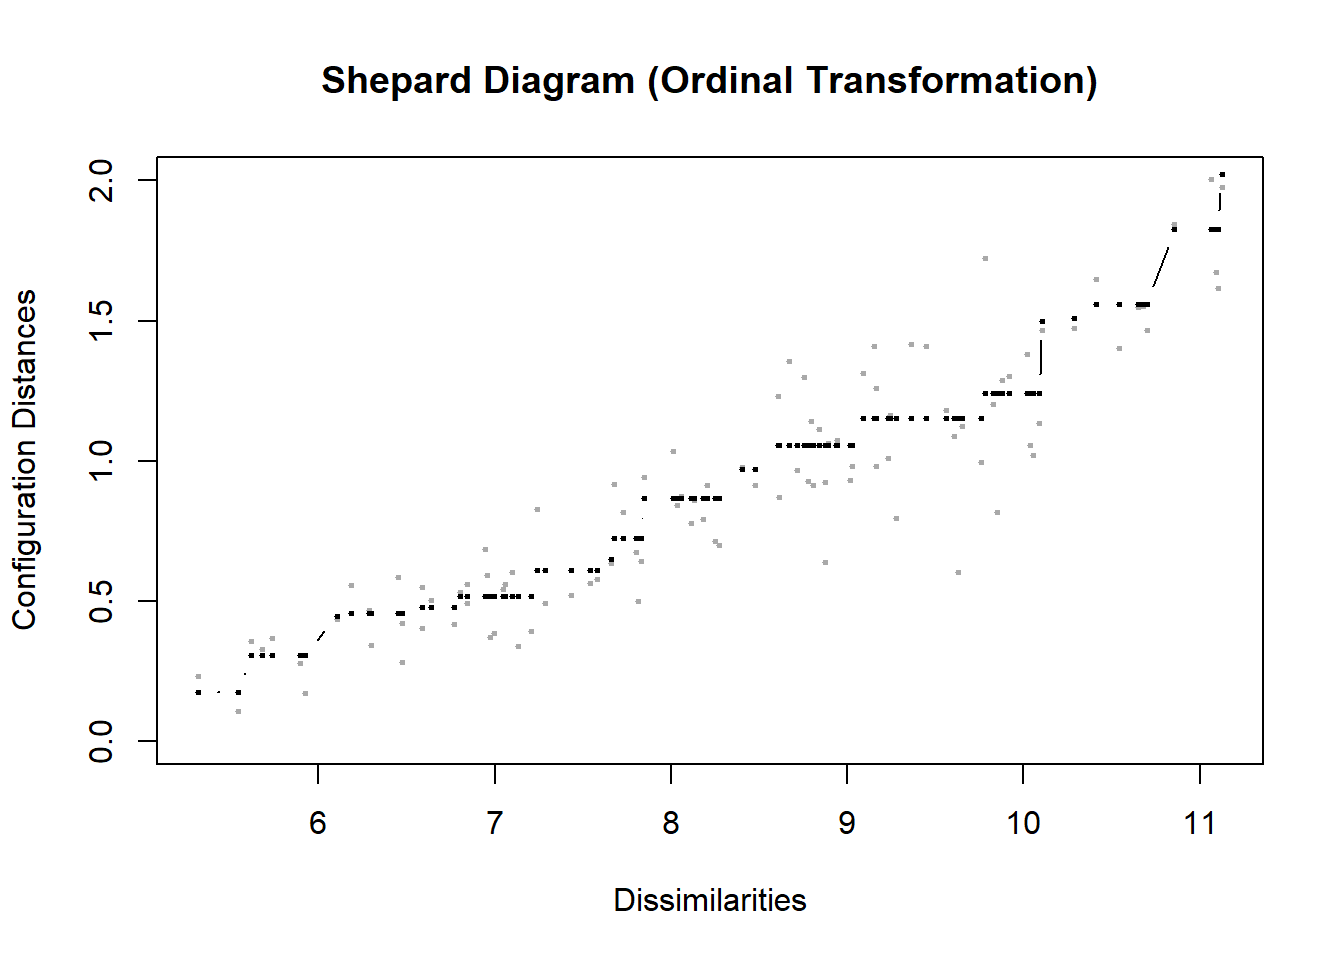 Shepard Diagram (Ordinal Transformation)
Configuration Distances
2.0
1.5
1.0
0.5
0.0
6 7 8 9 10 11
Dissimilarities